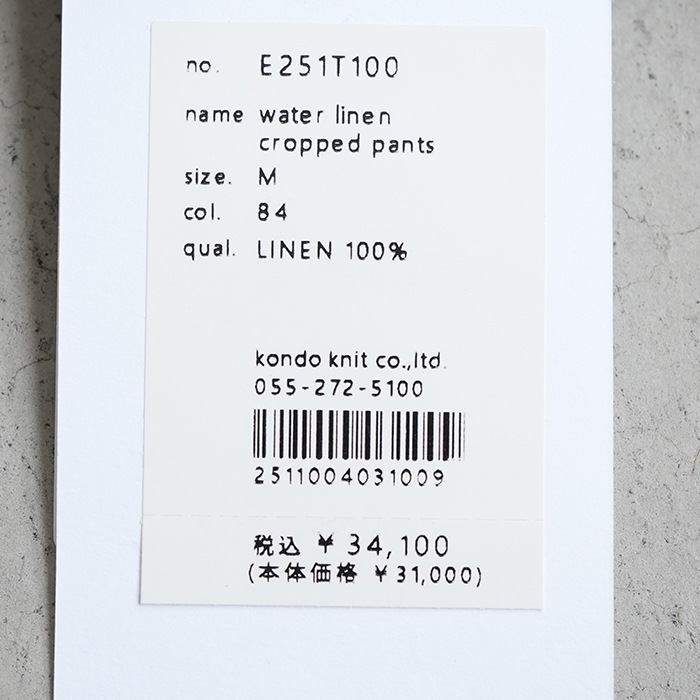 no. E251T100
name water linen
cropped pants
size. M
col. 84
qual. LINEN 100%
kondo knit co.,ltd.
055-272-5100
2511004031009
税込 ¥ 34,100
(本体価格 ¥ 31,000)